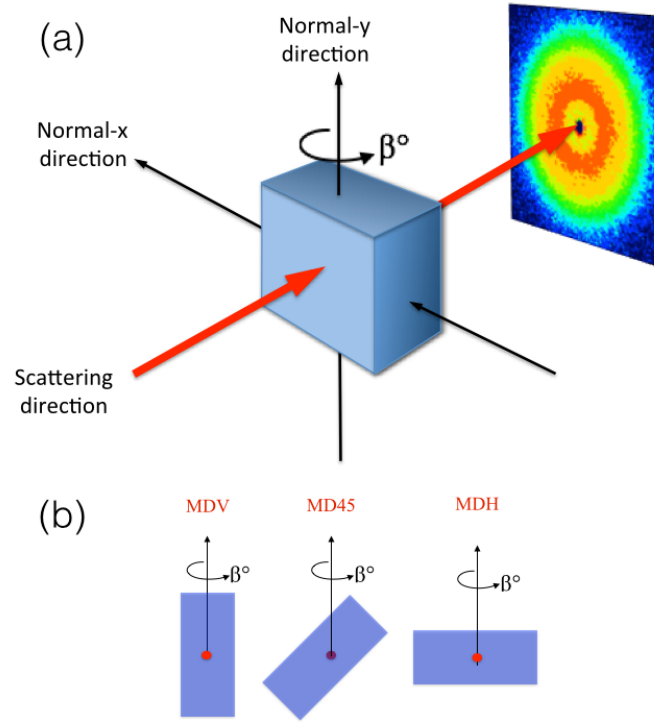 (a)
Normal-y
direction
β°
Normal-x
direction
Scattering
direction
(b)
MDV
MD45
MDH
β°
β°
β°